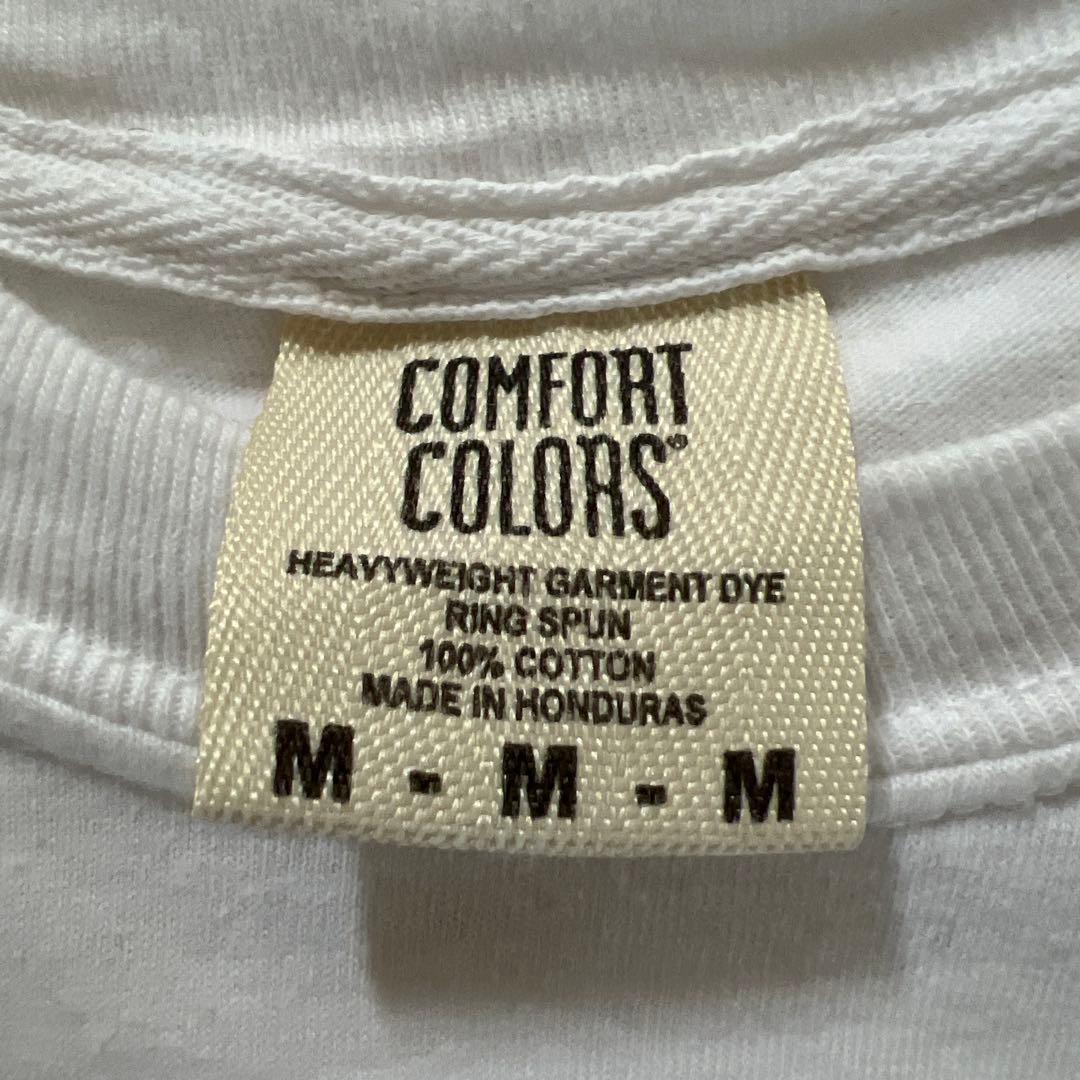 COMFORT
COLORS®
HEAVYWEIGHT GARMENT DYE
RING SPUN
100% COTTON
MADE IN HONDURAS
M - M - M